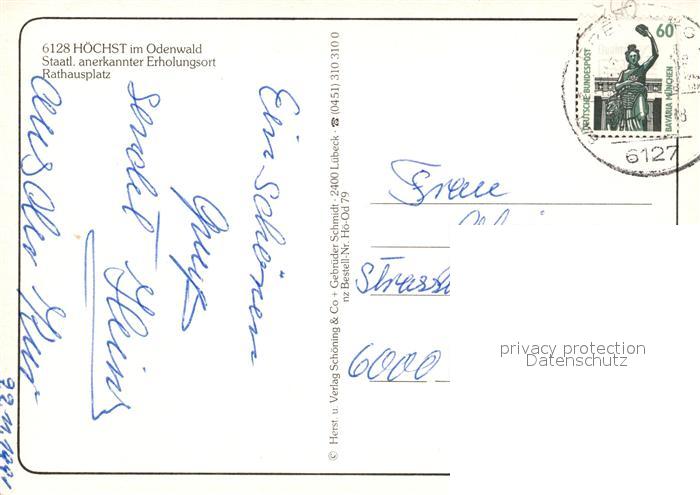 6128 HÖCHST im Odenwald
Staatl. anerkannter Erholungsort
Rathausplatz
Ein schönen
Gruß
sendet Heinz
aus der Kur
© Herst. u. Verlag Schöning & Co + Gebrüder Schmidt · 2400 Lübeck · ☎ (0451) 310 310 0
nz Bestell-Nr. Hö-Od 79
DEUTSCHE BUNDESPOST
60
BAVARIA MÜNCHEN
6127
Frau
Strasse
6000
privacy protection
Datenschutz